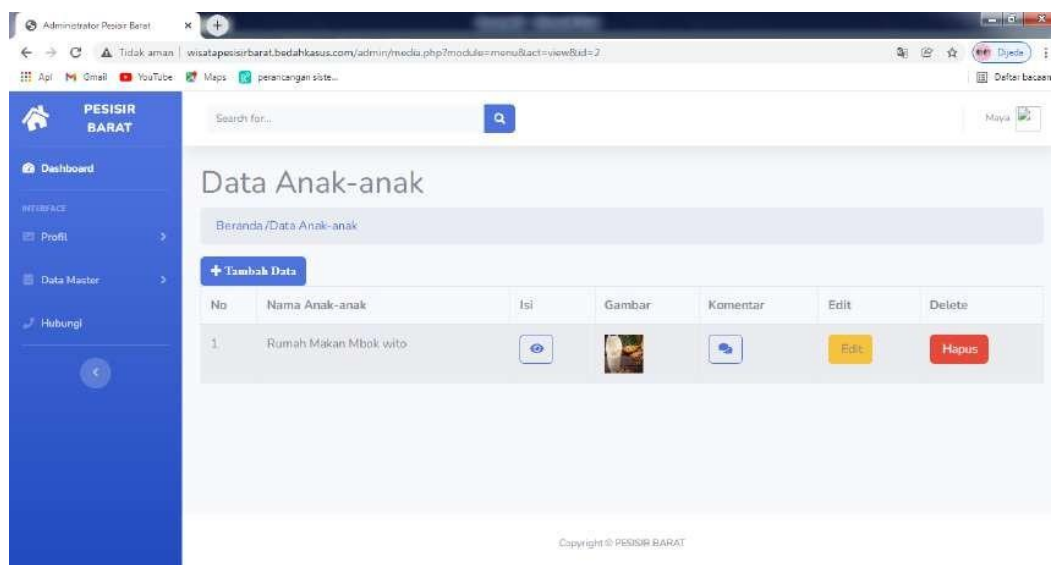 Administrator Pesisir Barat
Tidak aman | wisatapesisirbarat.bedahkasus.com/admin/media.php?module=menu&act=view&id=2
Dijeda
Api Gmail YouTube Maps perancangan siste...
Daftar bacaan
PESISIR BARAT
Search for...
Maya
Dashboard
Data Anak-anak
INTERFACE
Beranda /Data Anak-anak
Profil
Data Master
+ Tambah Data
No Nama Anak-anak Isi Gambar Komentar Edit Delete
Hubungi
1 Rumah Makan Mbok wito Edit Hapus
Copyright © PESISIR BARAT